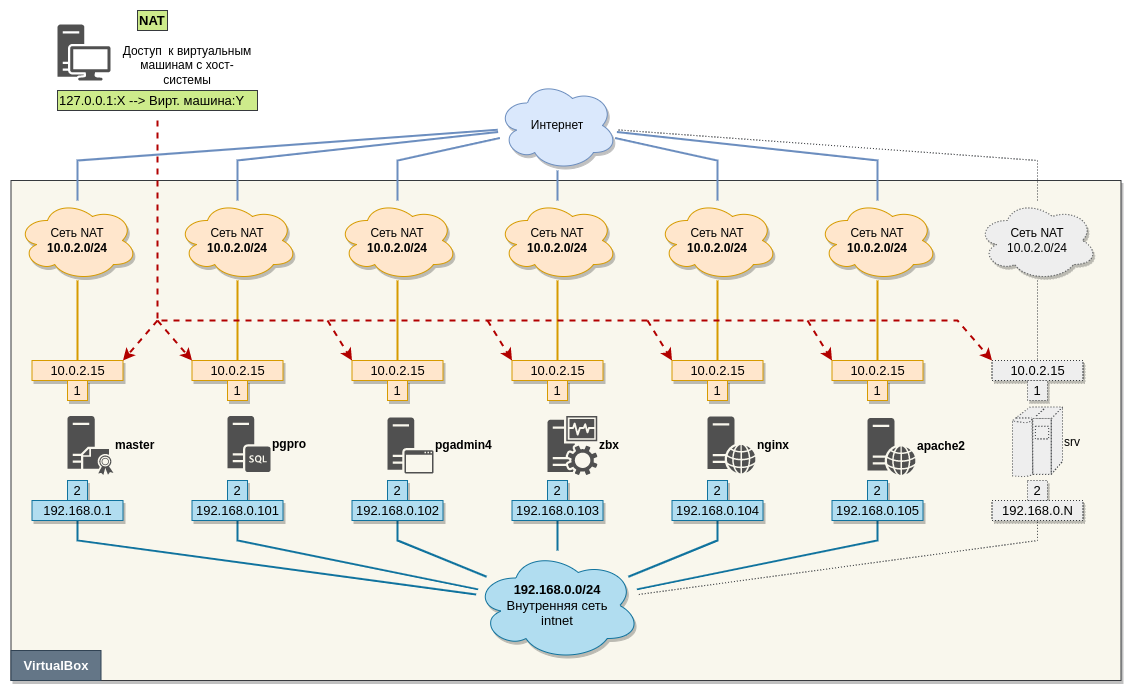 NAT
Доступ к виртуальным
машинам с хост-
системы
127.0.0.1:X --> Вирт. машина:Y
Интернет
Сеть NAT
10.0.2.0/24
Сеть NAT
10.0.2.0/24
Сеть NAT
10.0.2.0/24
Сеть NAT
10.0.2.0/24
Сеть NAT
10.0.2.0/24
Сеть NAT
10.0.2.0/24
Сеть NAT
10.0.2.0/24
10.0.2.15
10.0.2.15
10.0.2.15
10.0.2.15
10.0.2.15
10.0.2.15
10.0.2.15
1
1
1
1
1
1
1
master
pgpro
SQL
pgadmin4
zbx
nginx
apache2
srv
2
2
2
2
2
2
2
192.168.0.1
192.168.0.101
192.168.0.102
192.168.0.103
192.168.0.104
192.168.0.105
192.168.0.N
192.168.0.0/24
Внутренняя сеть
intnet
VirtualBox